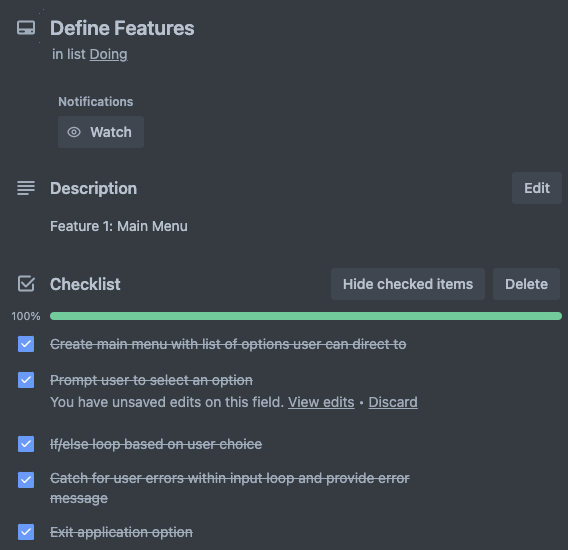 Define Features
in list Doing
Notifications
Watch
Description
Edit
Feature 1: Main Menu
Checklist
Hide checked items
Delete
100%
Create main menu with list of options user can direct to
Prompt user to select an option
You have unsaved edits on this field. View edits • Discard
If/else loop based on user choice
Catch for user errors within input loop and provide error
message
Exit application option